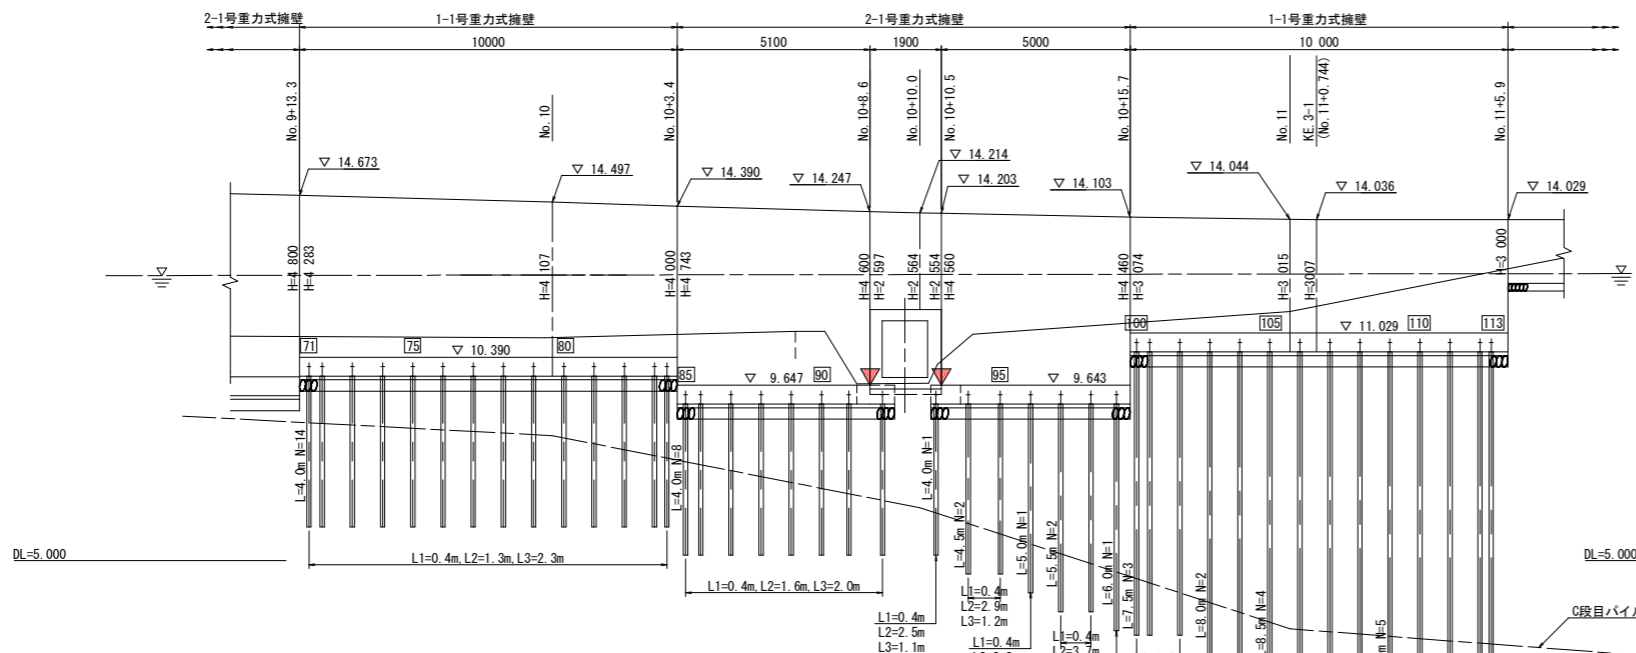 2-1号重力式擁壁
1-1号重力式擁壁
2-1号重力式擁壁
1-1号重力式擁壁
10000
5100
1900
5000
10 000
No. 9+13. 3
No. 10
No. 10+3. 4
No. 10+8. 6
No. 10+10. 0
No. 10+10. 5
No. 10+15. 7
No. 11
KE. 3-1
(No. 11+0. 744)
No. 11+5. 9
▽ 14. 673
▽ 14. 497
▽ 14. 390
▽ 14. 247
▽ 14. 214
▽ 14. 203
▽ 14. 103
▽ 14. 044
▽ 14. 036
▽ 14. 029
H=4 800
H=4 283
H=4 107
H=4 000
H=4 743
H=4 600
H=2 597
H=2 564
H=2 554
H=4 560
H=4 460
H=3 074
H=3 015
H=3007
H=3 000
71
75
▽ 10. 390
80
85
▽ 9. 647
90
95
▽ 9. 643
100
105
▽ 11. 029
110
113
L=4. 0m N=14
L=4. 0m N=8
L=4. 0m N=1
L=4. 5m N=2
L=5. 0m N=1
L=5. 5m N=2
L=6. 0m N=1
L=7. 5m N=3
L=8. 0m N=2
=8. 5m N=4
m N=5
DL=5. 000
L1=0. 4m, L2=1. 3m, L3=2. 3m
L1=0. 4m, L2=1. 6m, L3=2. 0m
L1=0. 4m
L2=2. 5m
L3=1. 1m
L1=0. 4m
L2=2. 9m
L3=1. 2m
L1=0. 4m
L1=0. 4m
L2=3. 7m
DL=5. 000
C段目パイル